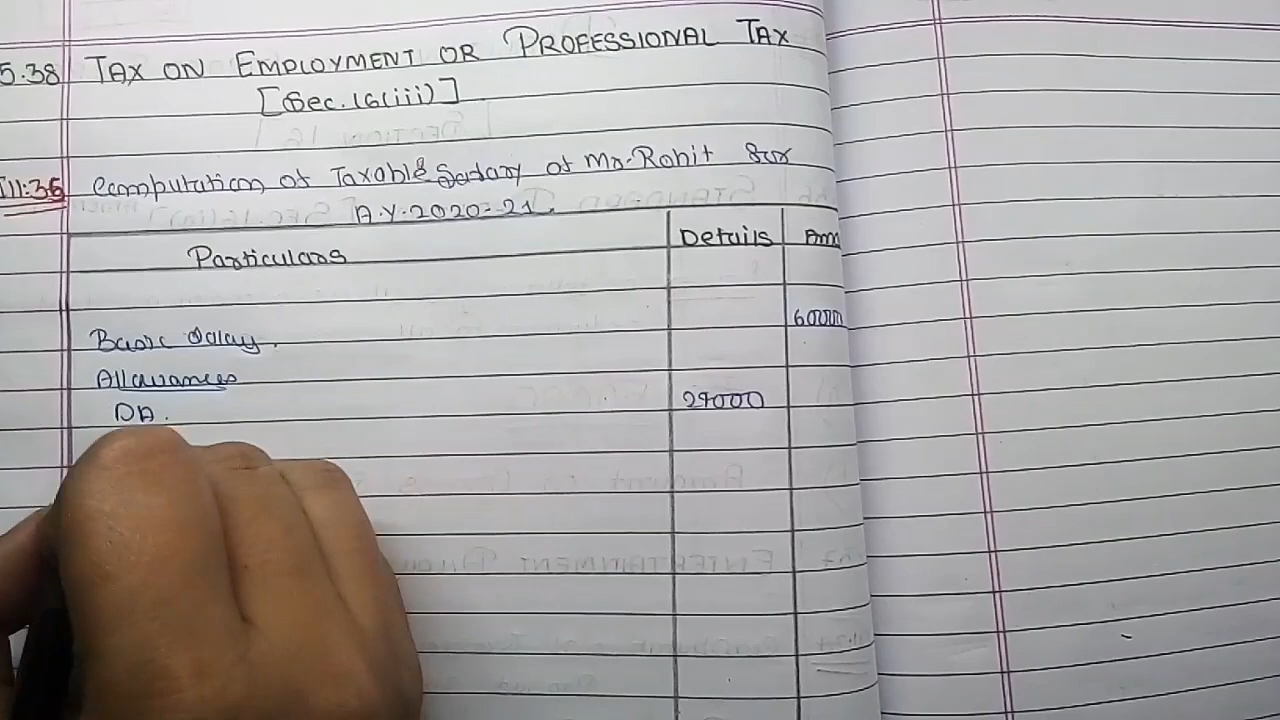 5.38 TAX ON EMPLOYMENT OR PROFESSIONAL TAX
[Sec.16(iii)]
Ill:36 Computation of Taxable Salary of Mr. Rohit for
A.Y. 2020-21.
Particulars Details Amt
Basic Salary.
Allowances
DA. 27000